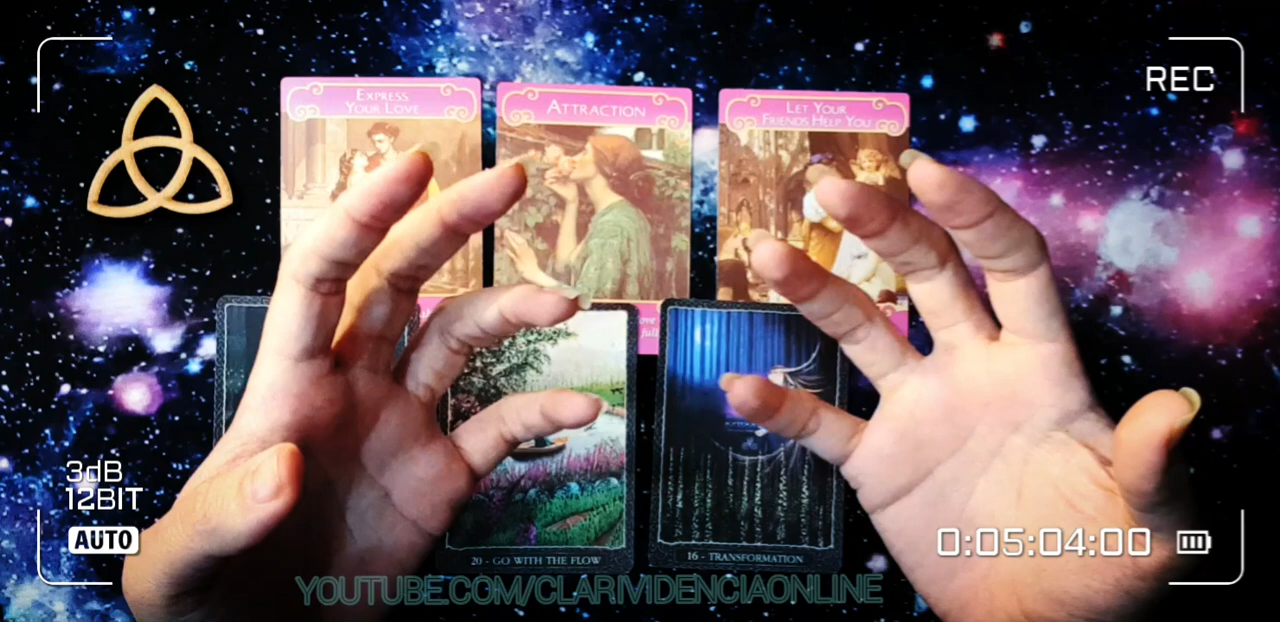 REC
EXPRESS
YOUR LOVE
ATTRACTION
LET YOUR
FRIENDS HELP YOU
3dB
12BIT
AUTO
0:05:04:00
20 - GO WITH THE FLOW
16 - TRANSFORMATION
YOUTUBE.COM/CLARIVIDENCIAONLINE